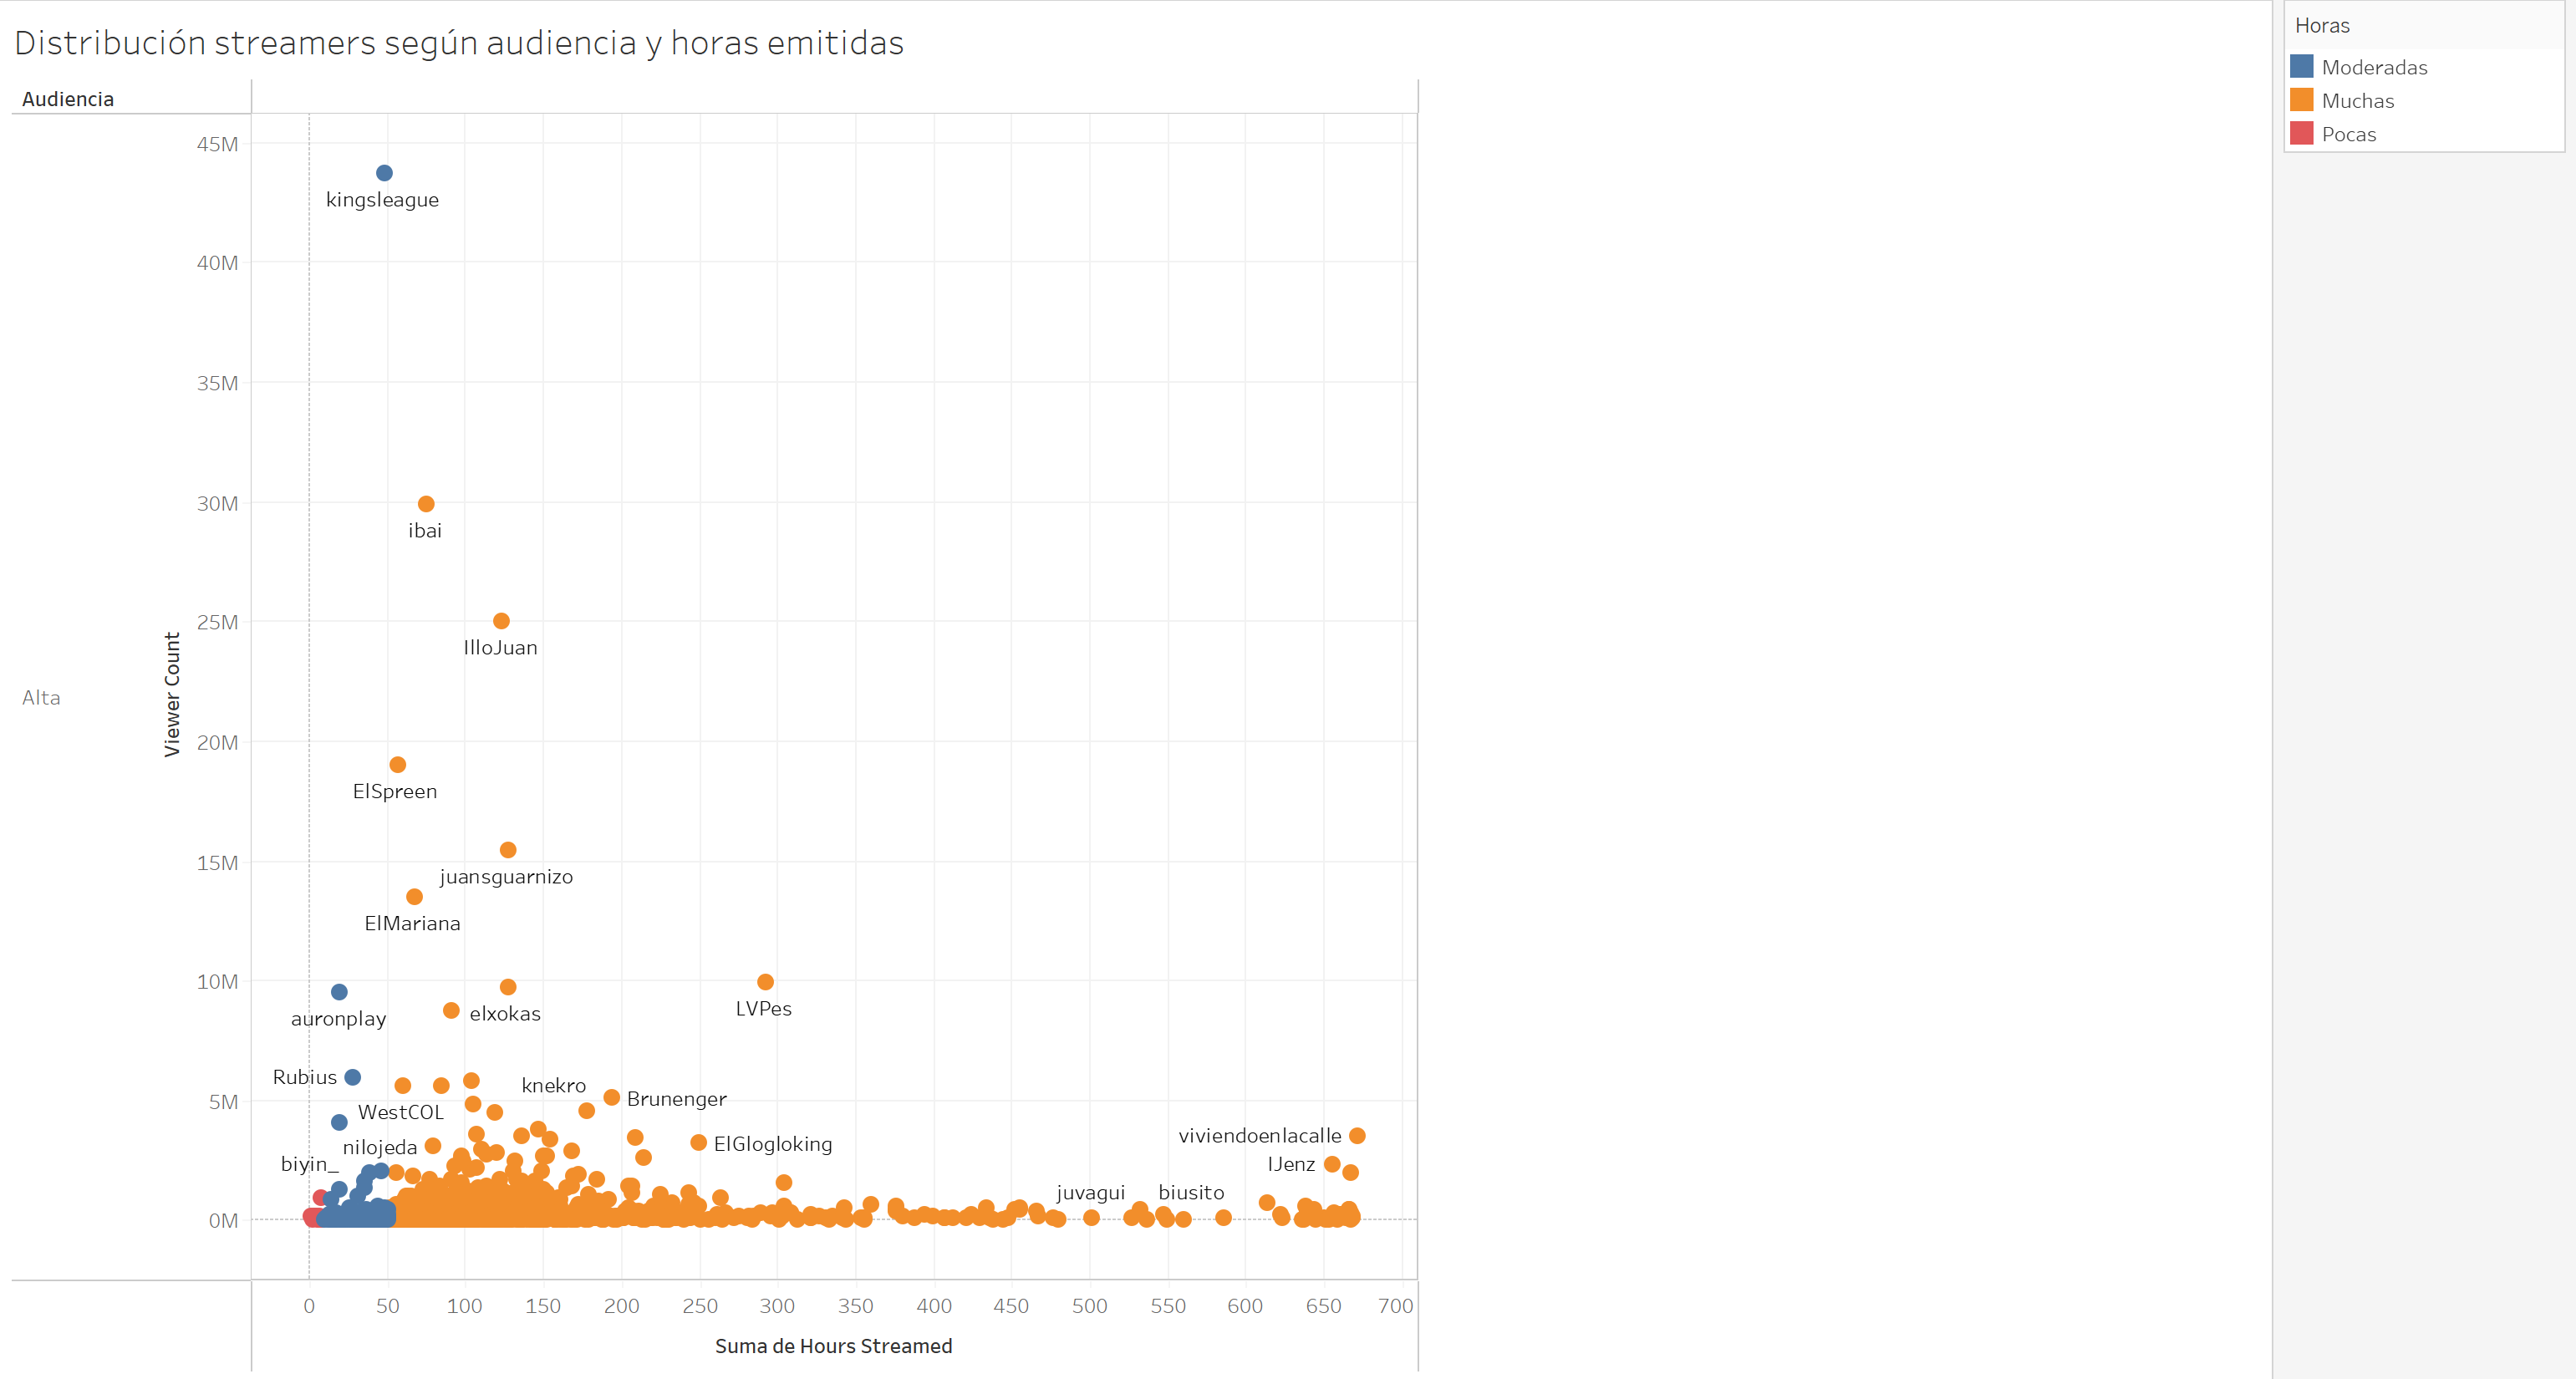 Distribución streamers según audiencia y horas emitidas
Horas
Moderadas
Muchas
Pocas
Audiencia
Alta
Viewer Count
45M
40M
35M
30M
25M
20M
15M
10M
5M
0M
kingsleague
ibai
IlloJuan
ElSpreen
juansguarnizo
ElMariana
auronplay
elxokas
LVPes
Rubius
knekro
Brunenger
WestCOL
nilojeda
ElGlogloking
viviendoenlacalle
biyin_
IJenz
juvagui
biusito
0 50 100 150 200 250 300 350 400 450 500 550 600 650 700
Suma de Hours Streamed